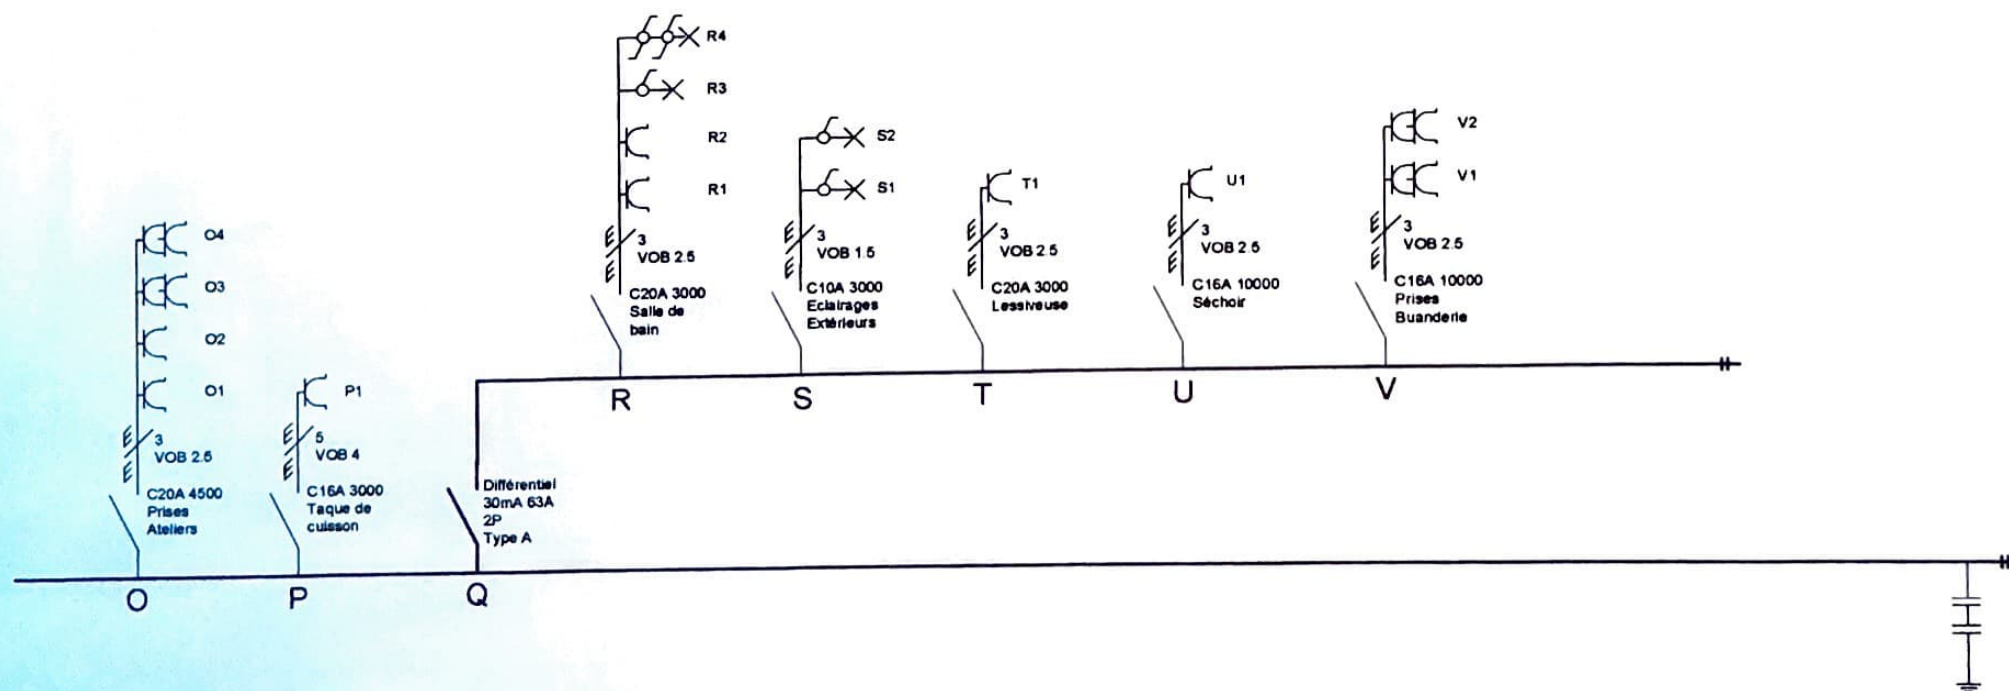 R4
R3
R2
R1
3
VOB 2.5
C20A 3000
Salle de
bain
R
S2
S1
3
VOB 1.5
C10A 3000
Eclairages
Extérieurs
S
T1
3
VOB 2.5
C20A 3000
Lessiveuse
T
U1
3
VOB 2.5
C16A 10000
Séchoir
U
V2
V1
3
VOB 2.5
C16A 10000
Prises
Buanderie
V
O4
O3
O2
O1
3
VOB 2.5
C20A 4500
Prises
Ateliers
O
P1
5
VOB 4
C16A 3000
Taque de
cuisson
P
Différentiel
30mA 63A
2P
Type A
Q